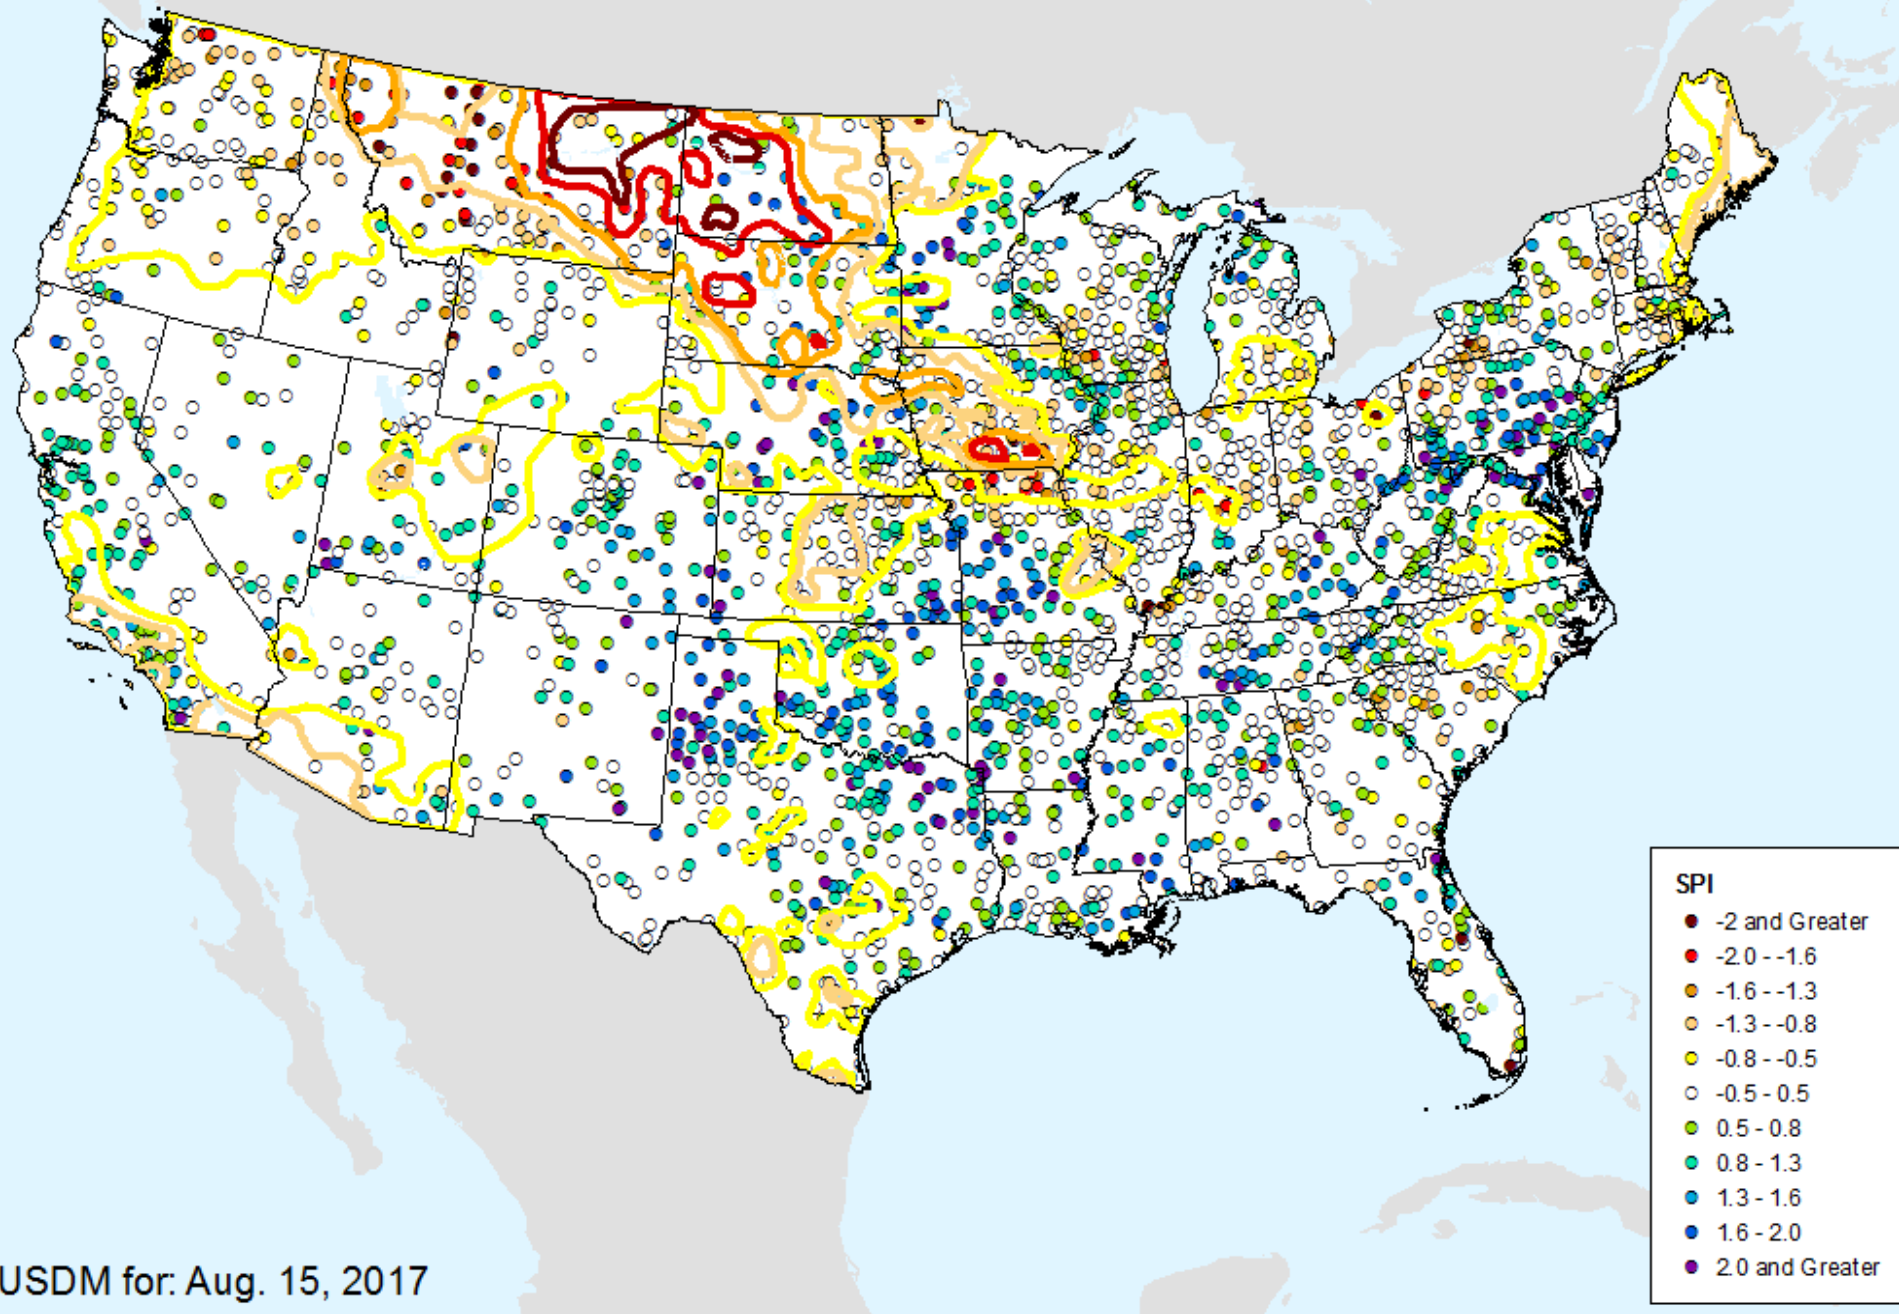 SPI
-2 and Greater
-2.0 - -1.6
-1.6 - -1.3
-1.3 - -0.8
-0.8 - -0.5
-0.5 - 0.5
0.5 - 0.8
0.8 - 1.3
1.3 - 1.6
1.6 - 2.0
2.0 and Greater
USDM for: Aug. 15, 2017